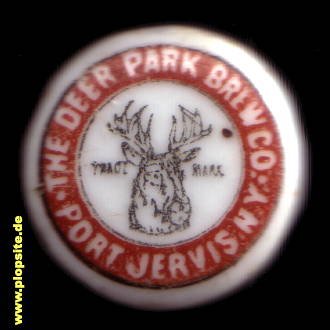 THE DEER PARK BREW. CO.
TRADE MARK
PORT JERVIS N.Y.
www.plopsite.de